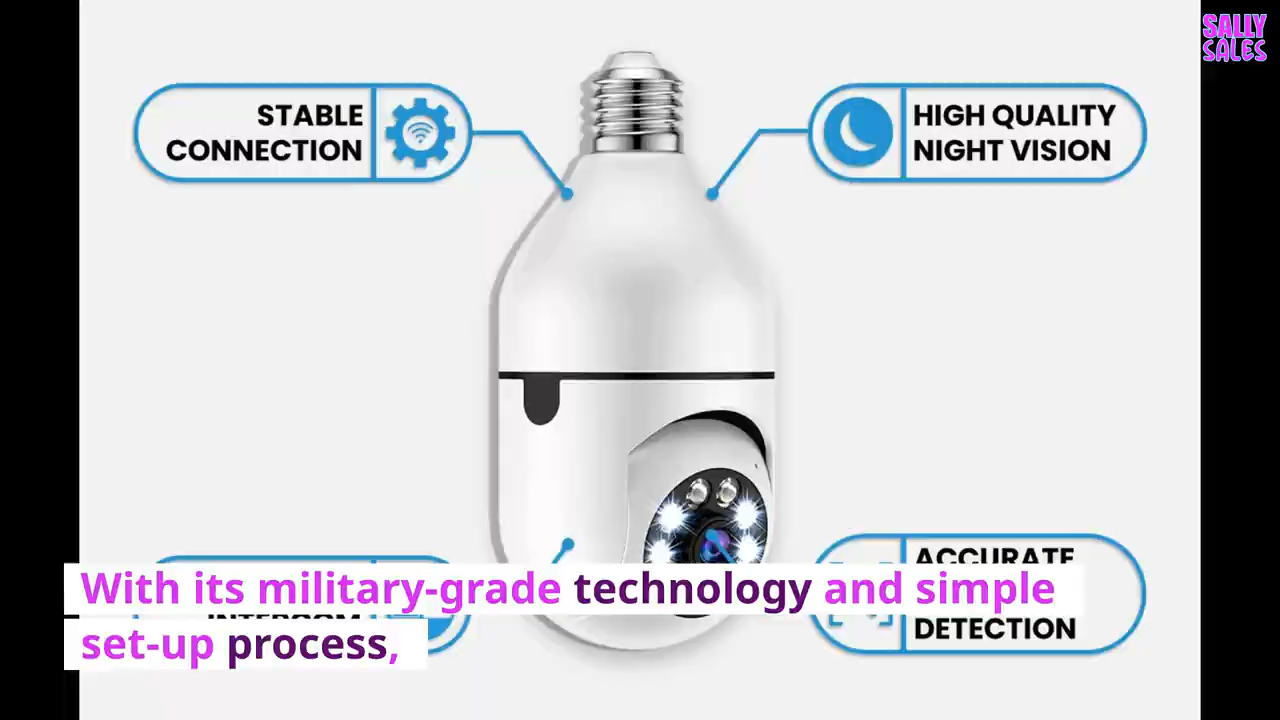 SALLY
SALES
STABLE
CONNECTION
HIGH QUALITY
NIGHT VISION
ACCURATE
DETECTION
INTERCOM
With its military-grade technology and simple
set-up process,